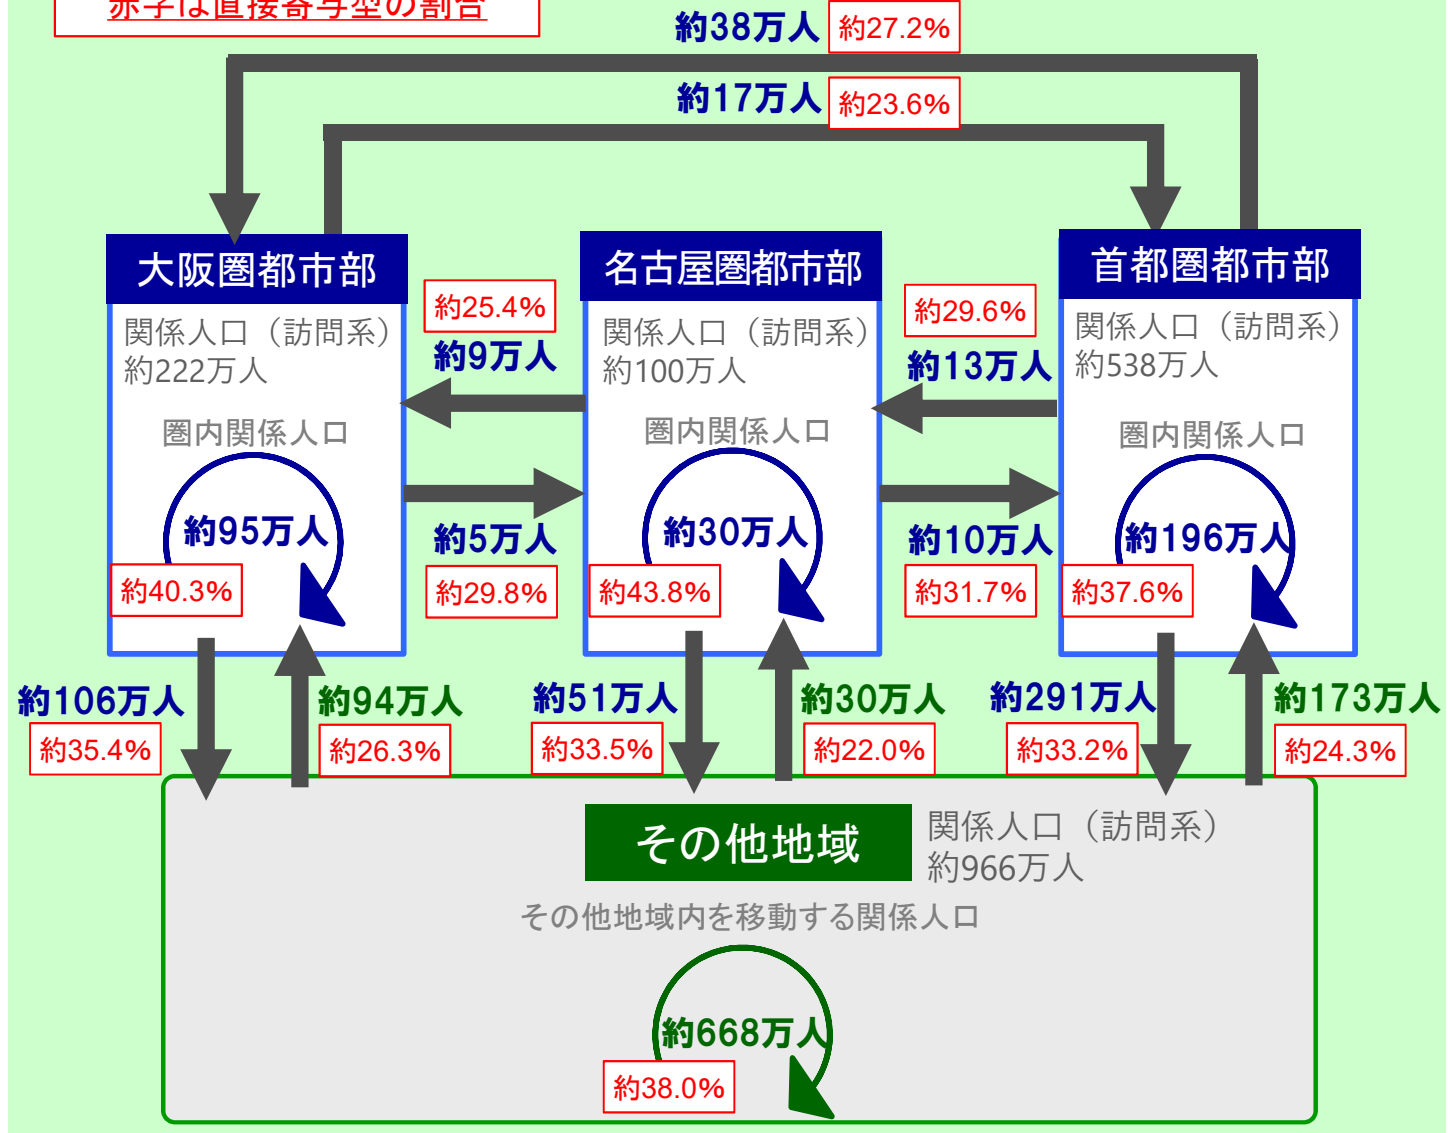 赤字は直接寄与型の割合
約38万人 約27.2%
約17万人 約23.6%
大阪圏都市部
関係人口（訪問系）
約222万人
圏内関係人口
約95万人
約40.3%
約25.4%
約9万人
約5万人
約29.8%
名古屋圏都市部
関係人口（訪問系）
約100万人
圏内関係人口
約30万人
約43.8%
約29.6%
約13万人
約10万人
約31.7%
首都圏都市部
関係人口（訪問系）
約538万人
圏内関係人口
約196万人
約37.6%
約106万人
約35.4%
約94万人
約26.3%
約51万人
約33.5%
約30万人
約22.0%
約291万人
約33.2%
約173万人
約24.3%
その他地域
関係人口（訪問系）
約966万人
その他地域内を移動する関係人口
約668万人
約38.0%